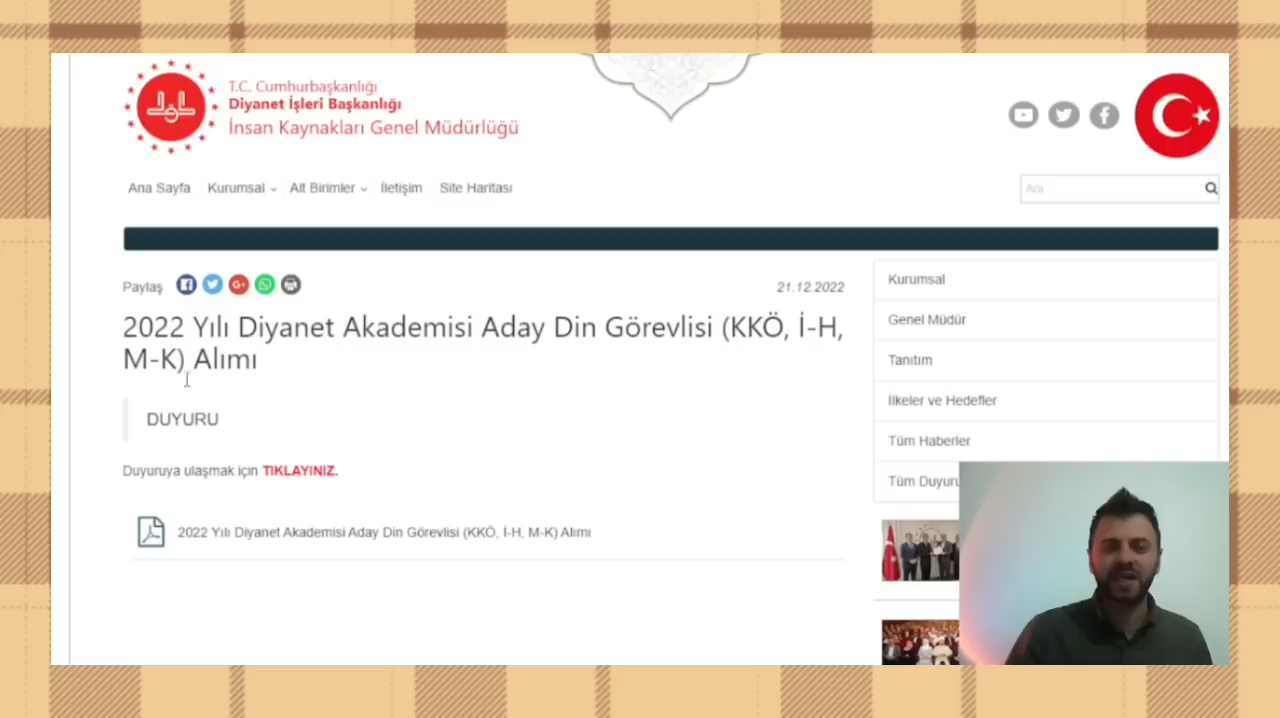 T.C. Cumhurbaşkanlığı
Diyanet İşleri Başkanlığı
İnsan Kaynakları Genel Müdürlüğü
Ana Sayfa Kurumsal Alt Birimler İletişim Site Haritası
Ara
Paylaş
21.12.2022
2022 Yılı Diyanet Akademisi Aday Din Görevlisi (KKÖ, İ-H,
M-K) Alımı
DUYURU
Duyuruya ulaşmak için TIKLAYINIZ.
2022 Yılı Diyanet Akademisi Aday Din Görevlisi (KKÖ, İ-H, M-K) Alımı
Kurumsal
Genel Müdür
Tanıtım
İlkeler ve Hedefler
Tüm Haberler
Tüm Duyuru